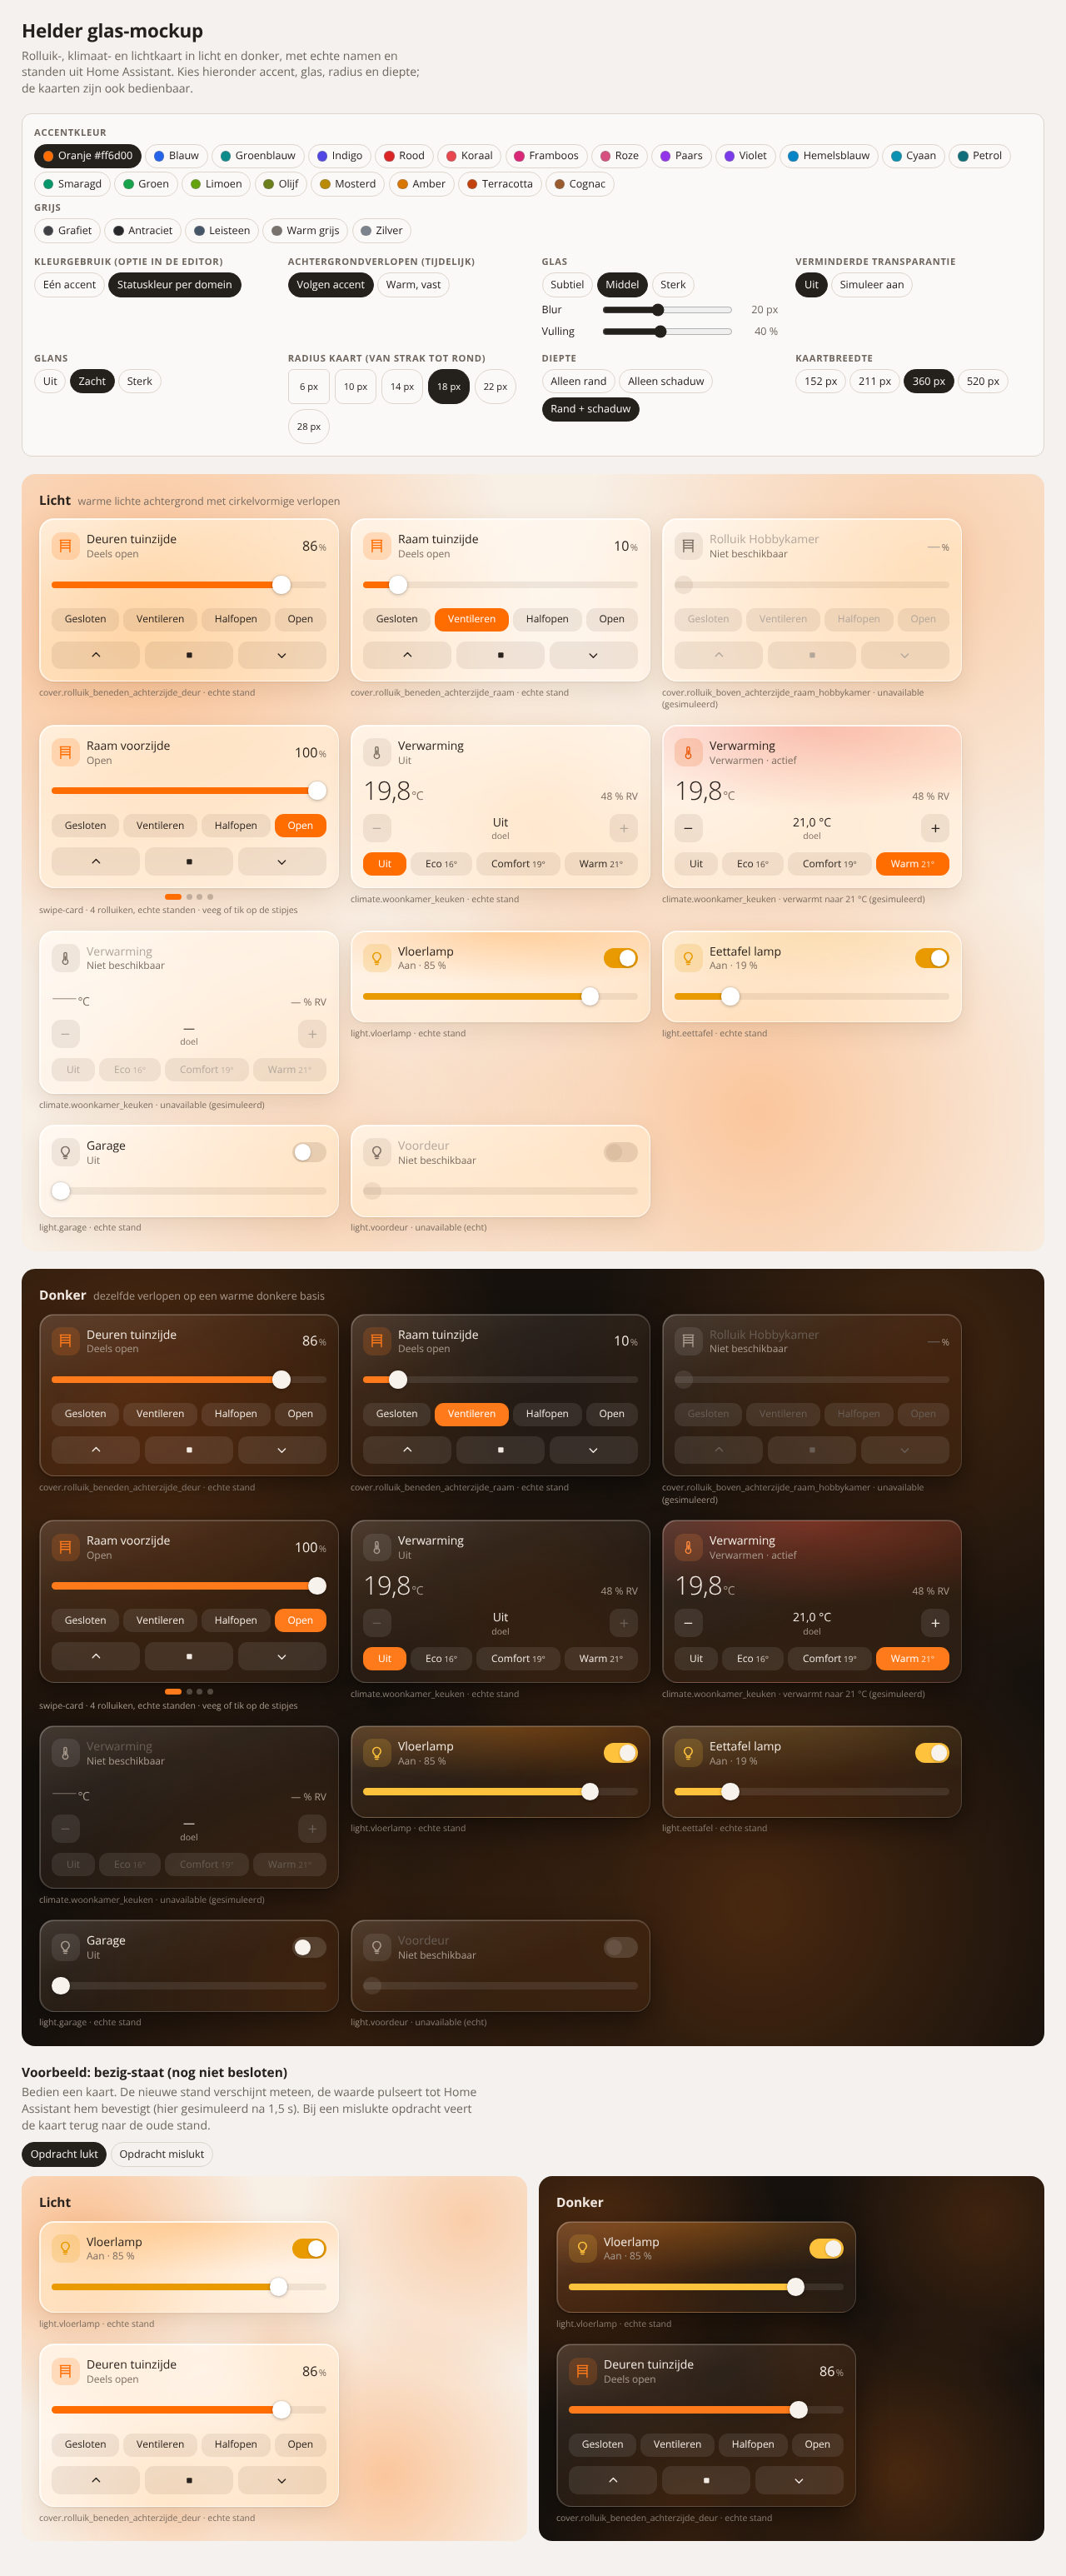 Helder glas-mockup
Rolluik-, klimaat- en lichtkaart in licht en donker, met echte namen en
standen uit Home Assistant. Kies hieronder accent, glas, radius en diepte;
de kaarten zijn ook bedienbaar.
ACCENTKLEUR
Oranje #ff6d00 Blauw Groenblauw Indigo Rood Koraal Framboos Roze Paars Violet Hemelsblauw Cyaan Petrol
Smaragd Groen Limoen Olijf Mosterd Amber Terracotta Cognac
GRIJS
Grafiet Antraciet Leisteen Warm grijs Zilver
KLEURGEBRUIK (OPTIE IN DE EDITOR) ACHTERGRONDVERLOPEN (TIJDELIJK) GLAS VERMINDERDE TRANSPARANTIE
Eén accent Statuskleur per domein Volgen accent Warm, vast Subtiel Middel Sterk Uit Simuleer aan
Blur 20 px
Vulling 40 %
GLANS RADIUS KAART (VAN STRAK TOT ROND) DIEPTE KAARTBREEDTE
Uit Zacht Sterk 6 px 10 px 14 px 18 px 22 px Alleen rand Alleen schaduw 152 px 211 px 360 px 520 px
28 px Rand + schaduw
Licht warme lichte achtergrond met cirkelvormige verlopen
Deuren tuinzijde 86% Raam tuinzijde 10% Rolluik Hobbykamer —%
Deels open Deels open Niet beschikbaar
Gesloten Ventileren Halfopen Open Gesloten Ventileren Halfopen Open Gesloten Ventileren Halfopen Open
cover.rolluik_beneden_achterzijde_deur · echte stand cover.rolluik_beneden_achterzijde_raam · echte stand cover.rolluik_boven_achterzijde_raam_hobbykamer · unavailable
(gesimuleerd)
Raam voorzijde 100% Verwarming Verwarming
Open Uit Verwarmen · actief
19,8°C 48 % RV 19,8°C 48 % RV
− Uit + − 21,0 °C +
doel doel
Gesloten Ventileren Halfopen Open Uit Eco 16° Comfort 19° Warm 21° Uit Eco 16° Comfort 19° Warm 21°
swipe-card · 4 rolluiken, echte standen · veeg of tik op de stipjes climate.woonkamer_keuken · echte stand climate.woonkamer_keuken · verwarmt naar 21 °C (gesimuleerd)
Verwarming Vloerlamp Eettafel lamp
Niet beschikbaar Aan · 85 % Aan · 19 %
—°C — % RV
− — +
doel
Uit Eco 16° Comfort 19° Warm 21°
light.vloerlamp · echte stand light.eettafel · echte stand
climate.woonkamer_keuken · unavailable (gesimuleerd)
Garage Voordeur
Uit Niet beschikbaar
light.garage · echte stand light.voordeur · unavailable (echt)
Donker dezelfde verlopen op een warme donkere basis
Deuren tuinzijde 86% Raam tuinzijde 10% Rolluik Hobbykamer —%
Deels open Deels open Niet beschikbaar
Gesloten Ventileren Halfopen Open Gesloten Ventileren Halfopen Open Gesloten Ventileren Halfopen Open
cover.rolluik_beneden_achterzijde_deur · echte stand cover.rolluik_beneden_achterzijde_raam · echte stand cover.rolluik_boven_achterzijde_raam_hobbykamer · unavailable
(gesimuleerd)
Raam voorzijde 100% Verwarming Verwarming
Open Uit Verwarmen · actief
19,8°C 48 % RV 19,8°C 48 % RV
− Uit + − 21,0 °C +
doel doel
Gesloten Ventileren Halfopen Open Uit Eco 16° Comfort 19° Warm 21° Uit Eco 16° Comfort 19° Warm 21°
swipe-card · 4 rolluiken, echte standen · veeg of tik op de stipjes climate.woonkamer_keuken · echte stand climate.woonkamer_keuken · verwarmt naar 21 °C (gesimuleerd)
Verwarming Vloerlamp Eettafel lamp
Niet beschikbaar Aan · 85 % Aan · 19 %
—°C — % RV
− — +
doel
Uit Eco 16° Comfort 19° Warm 21°
light.vloerlamp · echte stand light.eettafel · echte stand
climate.woonkamer_keuken · unavailable (gesimuleerd)
Garage Voordeur
Uit Niet beschikbaar
light.garage · echte stand light.voordeur · unavailable (echt)
Voorbeeld: bezig-staat (nog niet besloten)
Bedien een kaart. De nieuwe stand verschijnt meteen, de waarde pulseert tot Home
Assistant hem bevestigt (hier gesimuleerd na 1,5 s). Bij een mislukte opdracht veert
de kaart terug naar de oude stand.
Opdracht lukt Opdracht mislukt
Licht Donker
Vloerlamp Vloerlamp
Aan · 85 % Aan · 85 %
light.vloerlamp · echte stand light.vloerlamp · echte stand
Deuren tuinzijde 86% Deuren tuinzijde 86%
Deels open Deels open
Gesloten Ventileren Halfopen Open Gesloten Ventileren Halfopen Open
cover.rolluik_beneden_achterzijde_deur · echte stand cover.rolluik_beneden_achterzijde_deur · echte stand